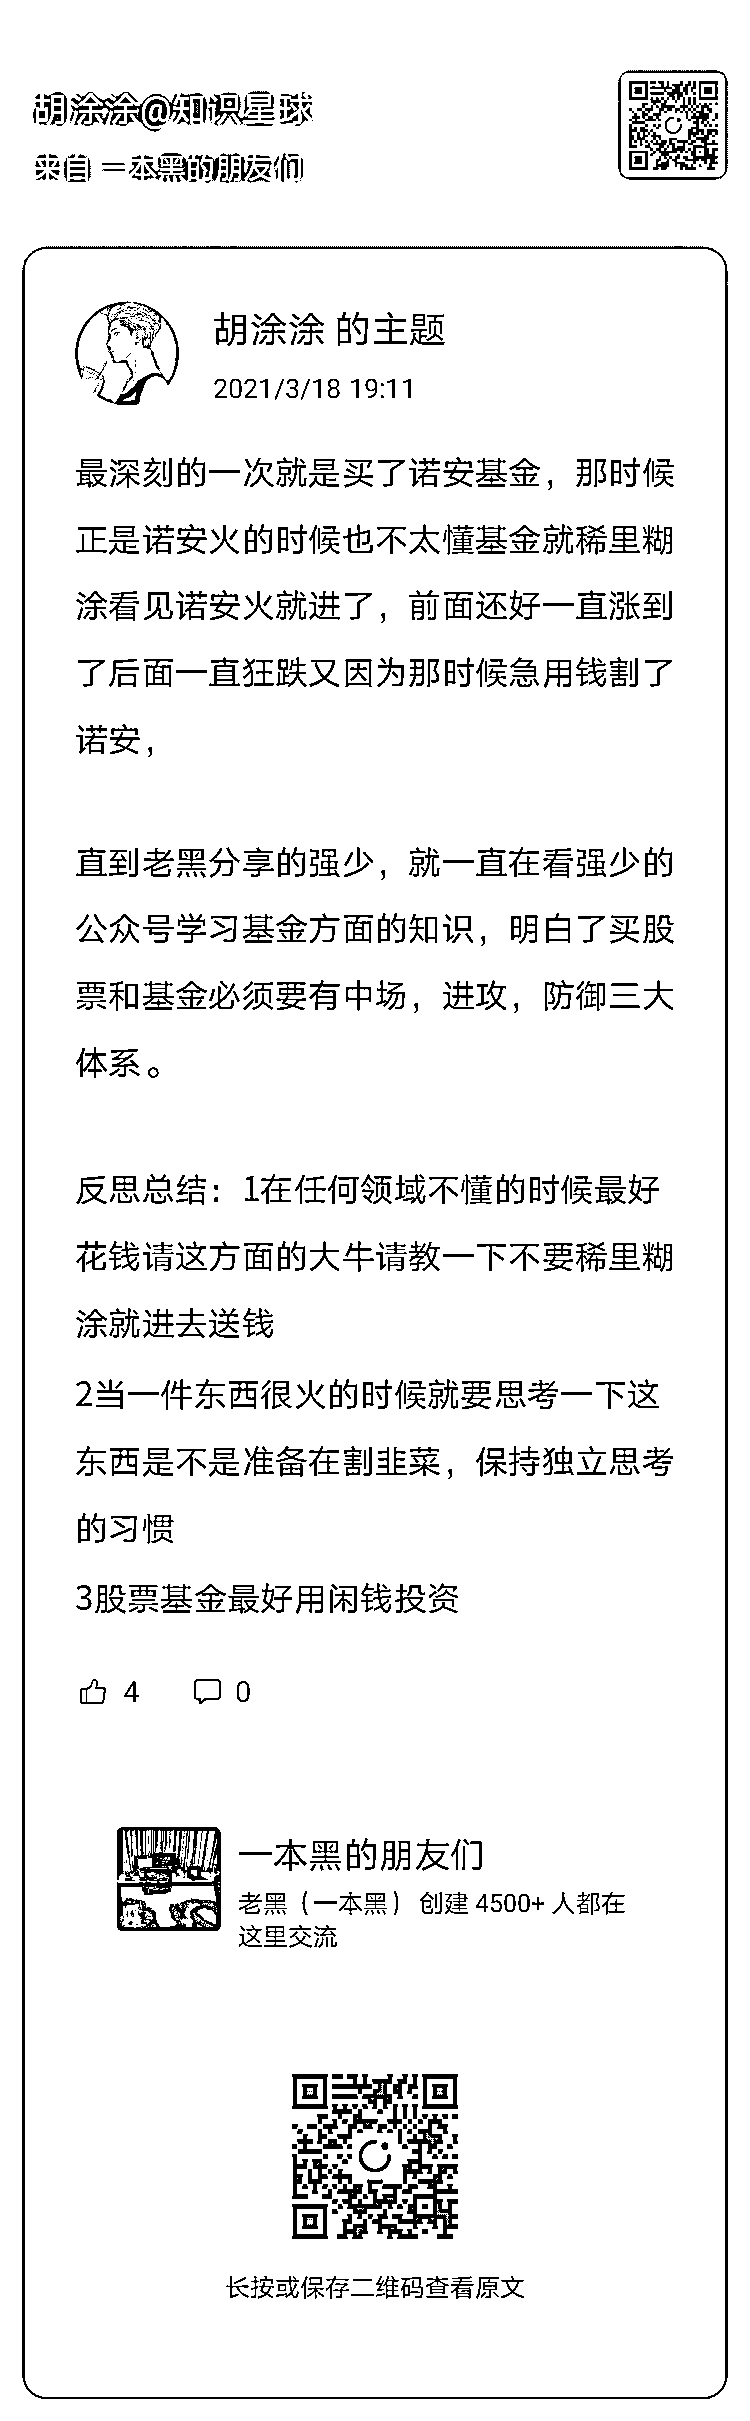 胡涂涂@知识星球
来自 一本黑的朋友们
胡涂涂 的主题
2021/3/18 19:11
最深刻的一次就是买了诺安基金，那时候
正是诺安火的时候也不太懂基金就稀里糊
涂看见诺安火就进了，前面还好一直涨到
了后面一直狂跌又因为那时候急用钱割了
诺安，
直到老黑分享的强少，就一直在看强少的
公众号学习基金方面的知识，明白了买股
票和基金必须要有中场，进攻，防御三大
体系。
反思总结：1在任何领域不懂的时候最好
花钱请这方面的大牛请教一下不要稀里糊
涂就进去送钱
2当一件东西很火的时候就要思考一下这
东西是不是准备在割韭菜，保持独立思考
的习惯
3股票基金最好用闲钱投资
4 0
一本黑的朋友们
老黑（一本黑） 创建 4500+ 人都在
这里交流
长按或保存二维码查看原文